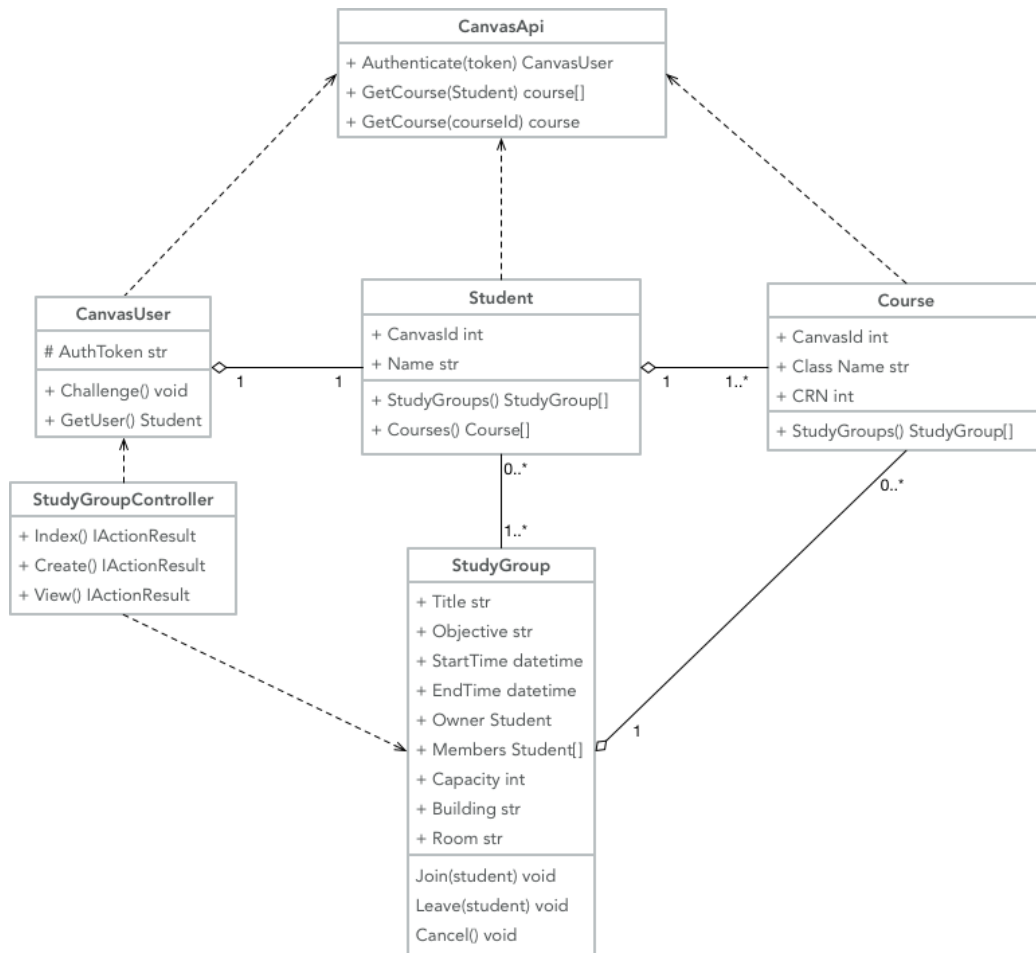 CanvasApi
+ Authenticate(token) CanvasUser
+ GetCourse(Student) course[]
+ GetCourse(courseId) course
CanvasUser
# AuthToken str
+ Challenge() void
+ GetUser() Student
1
1
Student
+ CanvasId int
+ Name str
+ StudyGroups() StudyGroup[]
+ Courses() Course[]
1
1..*
Course
+ CanvasId int
+ Class Name str
+ CRN int
+ StudyGroups() StudyGroup[]
0..*
0..*
1..*
StudyGroupController
+ Index() IActionResult
+ Create() IActionResult
+ View() IActionResult
StudyGroup
+ Title str
+ Objective str
+ StartTime datetime
+ EndTime datetime
+ Owner Student
+ Members Student[]
+ Capacity int
+ Building str
+ Room str
Join(student) void
Leave(student) void
Cancel() void
1